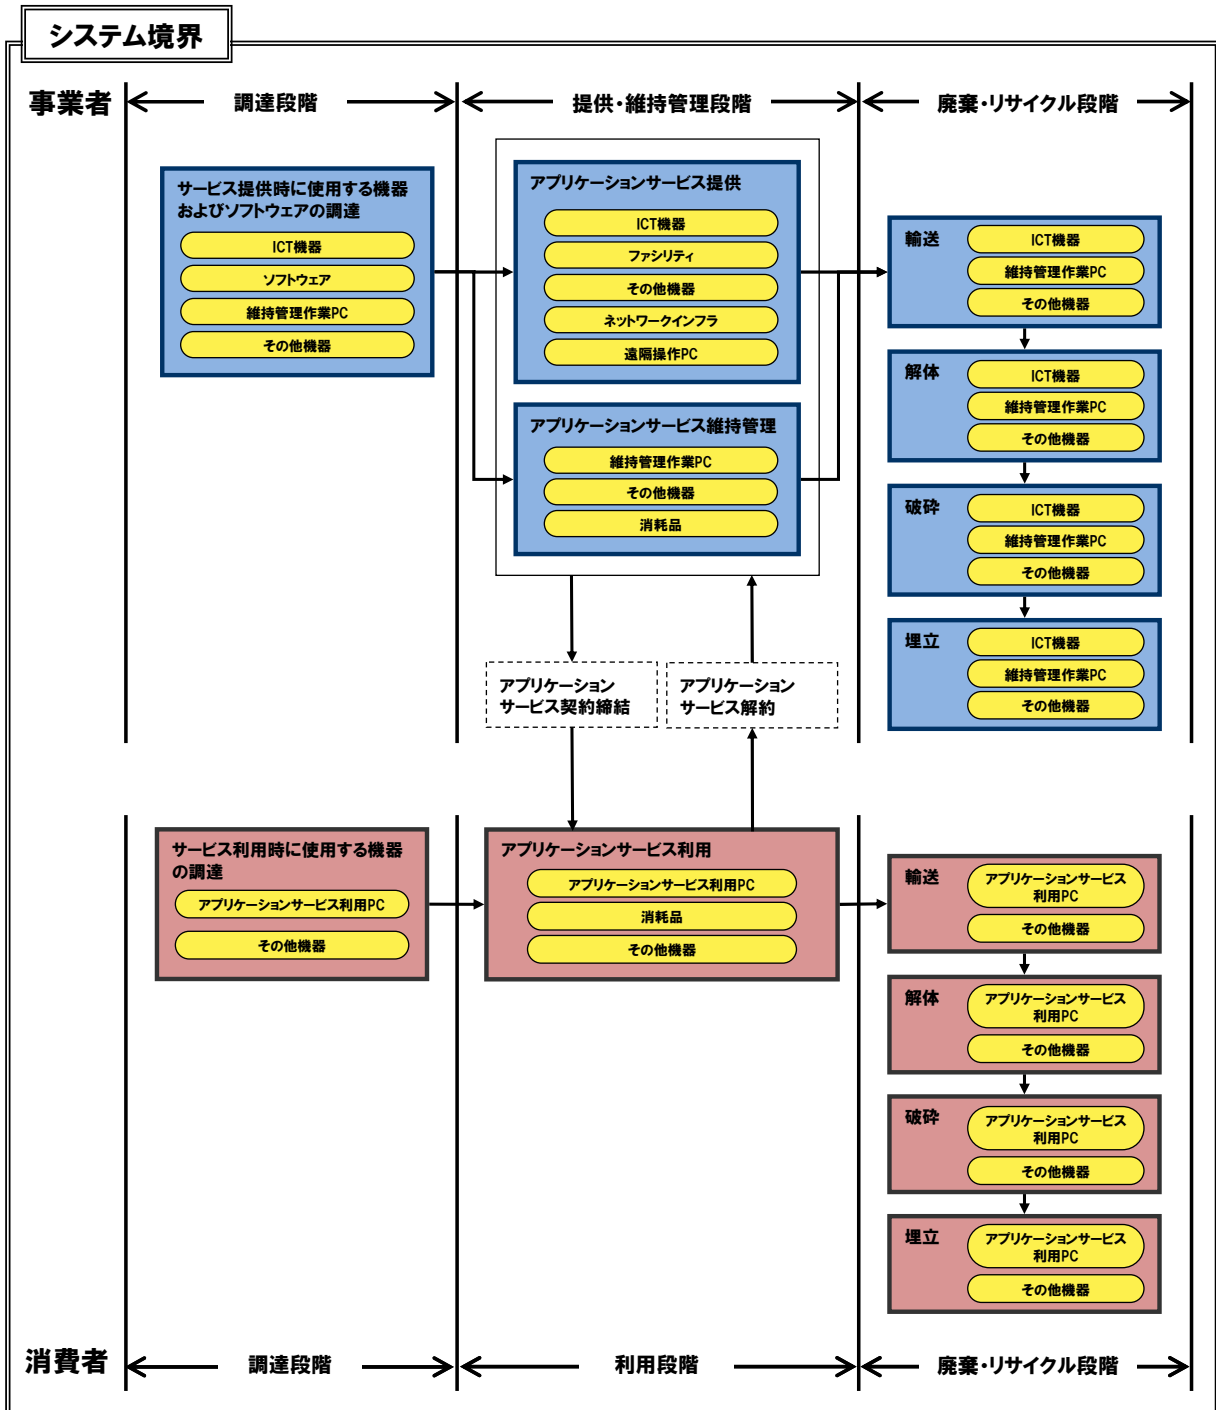 システム境界
事業者
調達段階
提供・維持管理段階
廃棄・リサイクル段階
サービス提供時に使用する機器
およびソフトウェアの調達
ICT機器
ソフトウェア
維持管理作業PC
その他機器
アプリケーションサービス提供
ICT機器
ファシリティ
その他機器
ネットワークインフラ
遠隔操作PC
アプリケーションサービス維持管理
維持管理作業PC
その他機器
消耗品
輸送
ICT機器
維持管理作業PC
その他機器
解体
ICT機器
維持管理作業PC
その他機器
破砕
ICT機器
維持管理作業PC
その他機器
埋立
ICT機器
維持管理作業PC
その他機器
アプリケーション
サービス契約締結
アプリケーション
サービス解約
サービス利用時に使用する機器
の調達
アプリケーションサービス利用PC
その他機器
アプリケーションサービス利用
アプリケーションサービス利用PC
消耗品
その他機器
輸送
アプリケーションサービス
利用PC
その他機器
解体
アプリケーションサービス
利用PC
その他機器
破砕
アプリケーションサービス
利用PC
その他機器
埋立
アプリケーションサービス
利用PC
その他機器
消費者
調達段階
利用段階
廃棄・リサイクル段階